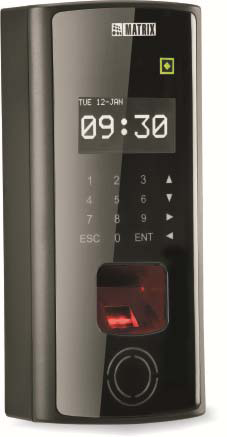 MATRIX
TUE 12-JAN
09:30
1 2 3 ▲
4 5 6 ▼
7 8 9 ►
ESC 0 ENT ◄